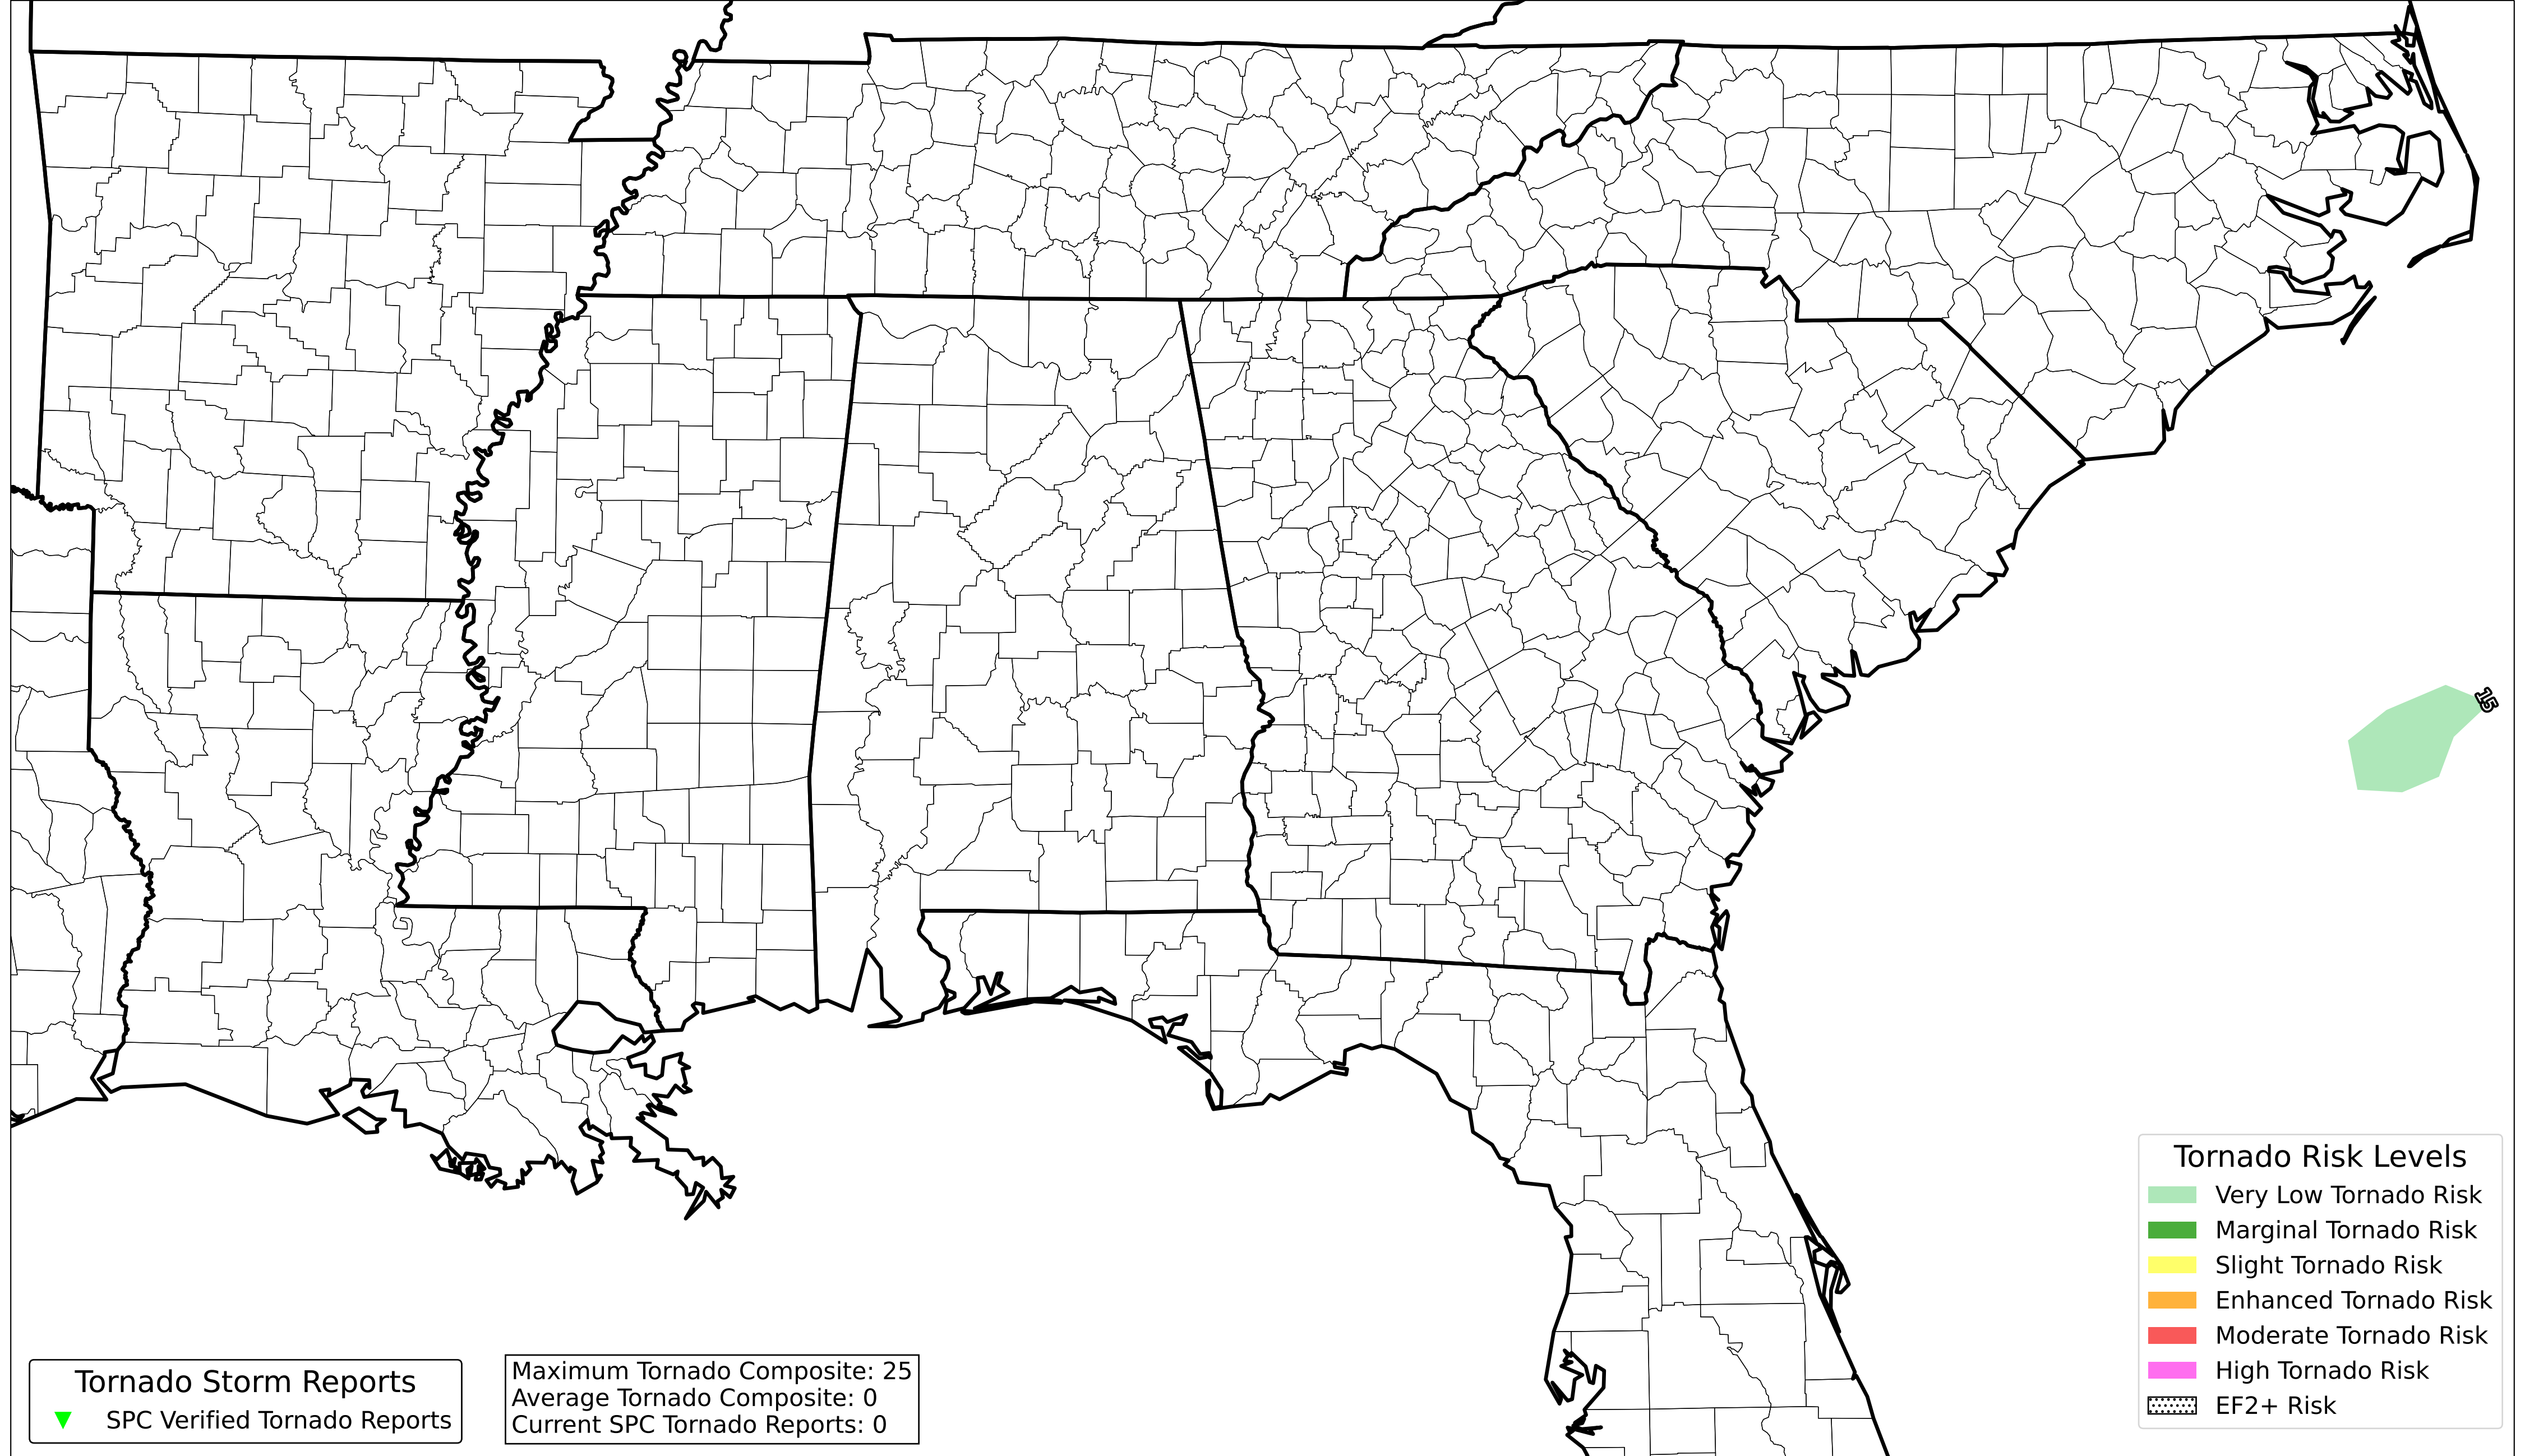 15
Tornado Risk Levels
Very Low Tornado Risk
Marginal Tornado Risk
Slight Tornado Risk
Enhanced Tornado Risk
Moderate Tornado Risk
High Tornado Risk
EF2+ Risk
Tornado Storm Reports
SPC Verified Tornado Reports
Maximum Tornado Composite: 25
Average Tornado Composite: 0
Current SPC Tornado Reports: 0